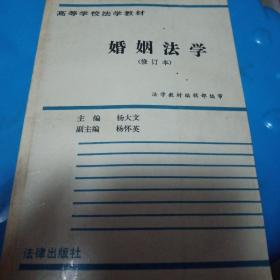 高等学校法学教材
婚姻法学
(修订本)
法学教材编辑部编审
主编 杨大文
副主编 杨怀英
法律出版社